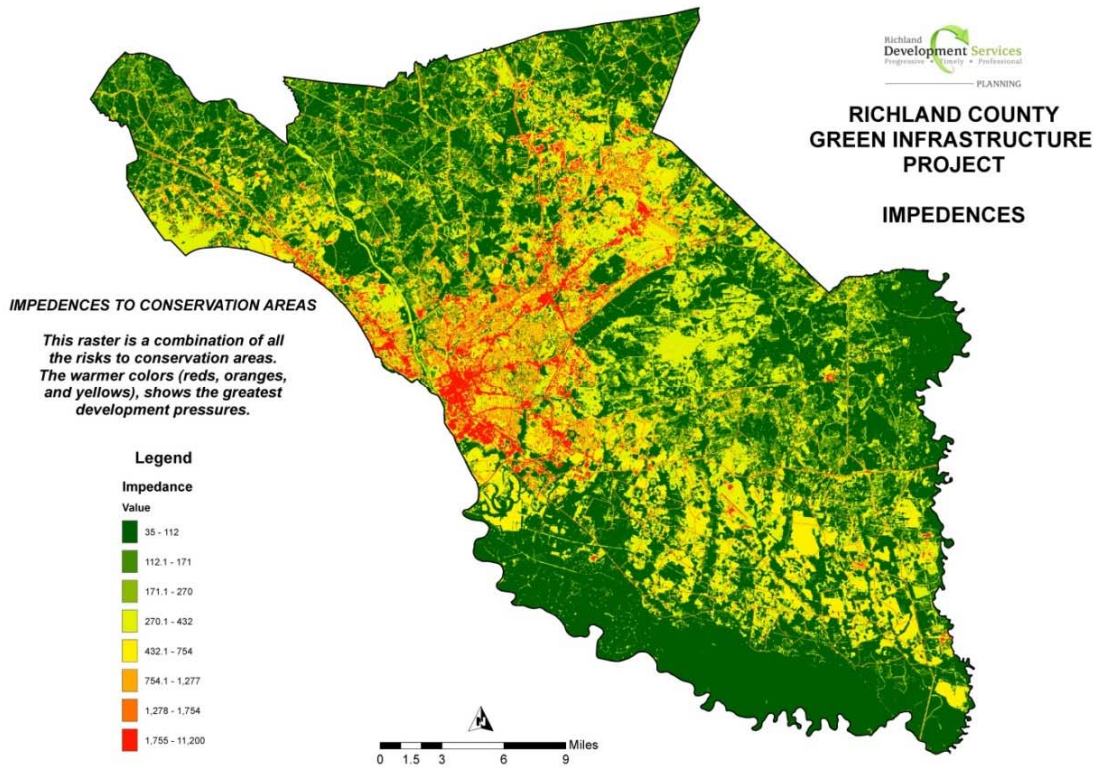 Richland
Development Services
Progressive • Timely • Professional
PLANNING
RICHLAND COUNTY
GREEN INFRASTRUCTURE
PROJECT
IMPEDENCES
IMPEDENCES TO CONSERVATION AREAS
This raster is a combination of all
the risks to conservation areas.
The warmer colors (reds, oranges,
and yellows), shows the greatest
development pressures.
Legend
Impedance
Value
35 - 112
112.1 - 171
171.1 - 270
270.1 - 432
432.1 - 754
754.1 - 1,277
1,278 - 1,754
1,755 - 11,200
N
Miles
0 1.5 3 6 9